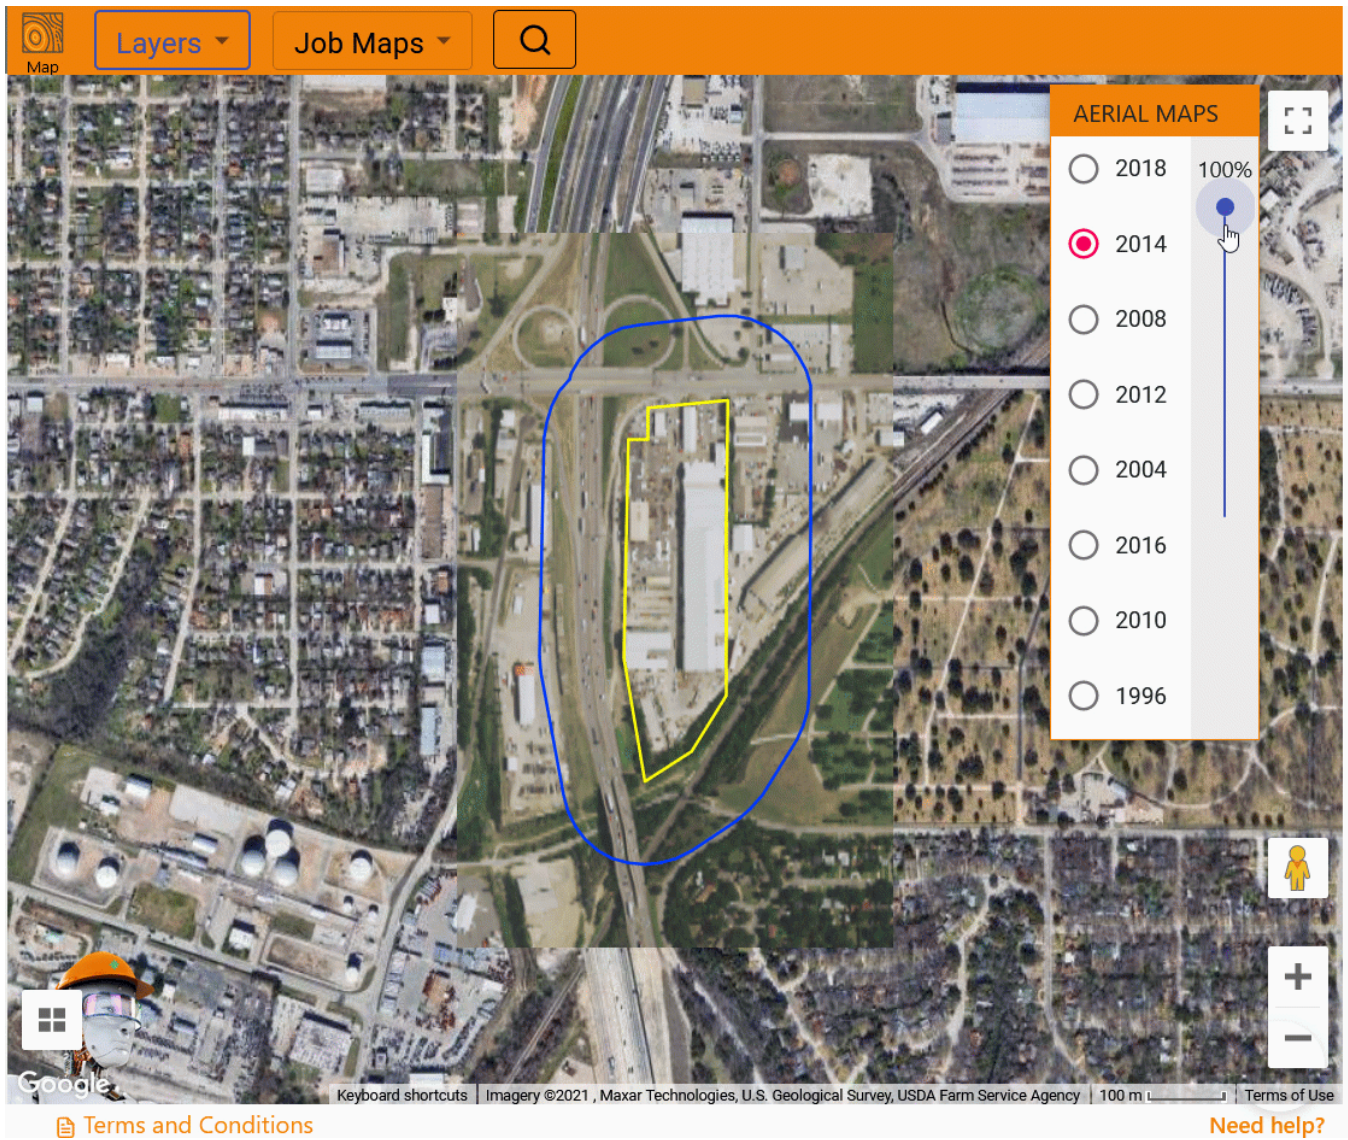 Map
Layers
Job Maps
AERIAL MAPS
100%
2018
2014
2008
2012
2004
2016
2010
1996
Google
Keyboard shortcuts
Imagery ©2021 , Maxar Technologies, U.S. Geological Survey, USDA Farm Service Agency
100 m
Terms of Use
Terms and Conditions
Need help?